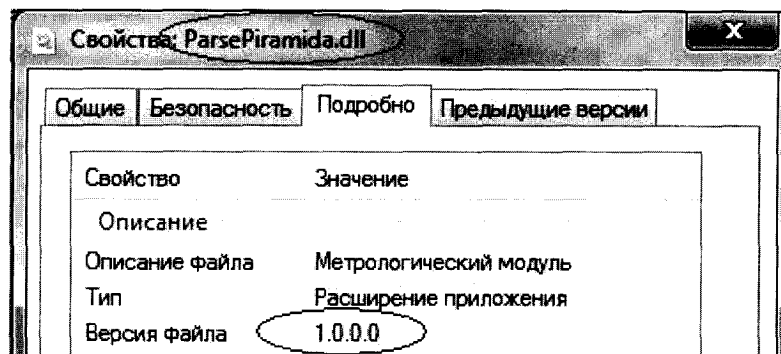 Свойства: ParsePiramida.dll
x
Общие Безопасность Подробно Предыдущие версии
Свойство Значение
Описание
Описание файла Метрологический модуль
Тип Расширение приложения
Версия файла 1.0.0.0